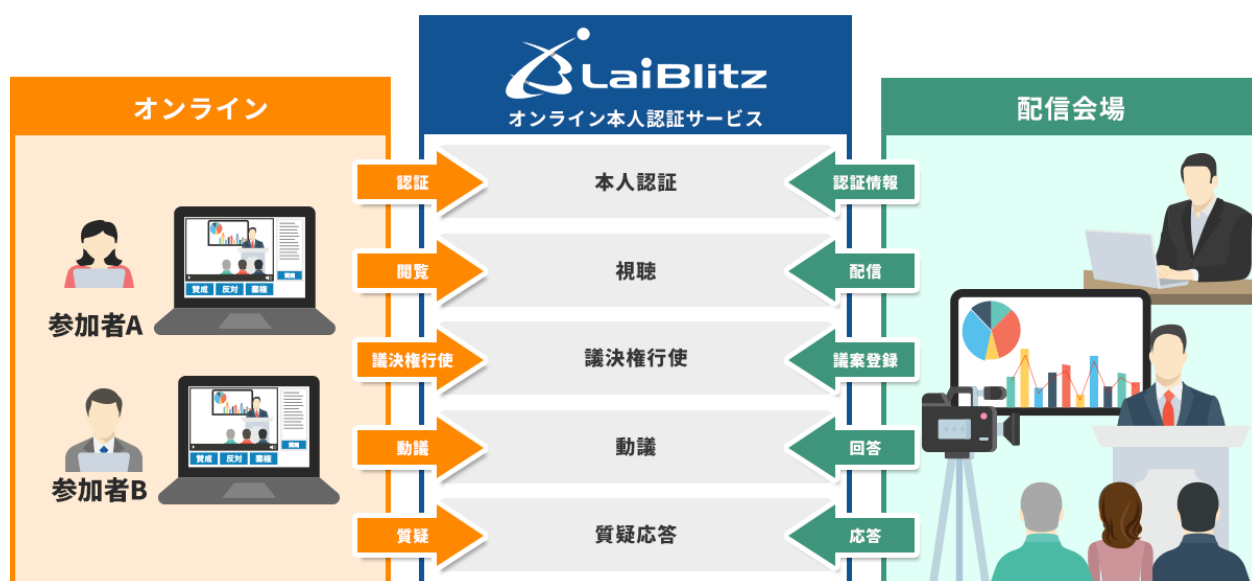 LaiBlitz
オンライン本人認証サービス
オンライン
配信会場
認証
本人認証
認証情報
閲覧
視聴
配信
議決権行使
議決権行使
議案登録
動議
動議
回答
質疑
質疑応答
応答
賛成 反対 棄権
参加者A
賛成 反対 棄権
参加者B